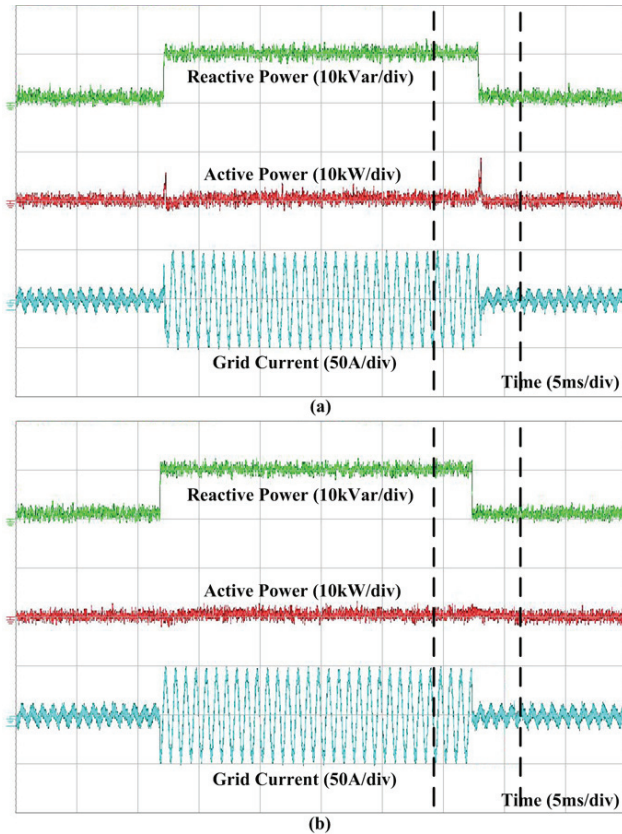 Reactive Power (10kVar/div)
Active Power (10kW/div)
Grid Current (50A/div)
Time (5ms/div)
(a)
Reactive Power (10kVar/div)
Active Power (10kW/div)
Grid Current (50A/div)
Time (5ms/div)
(b)